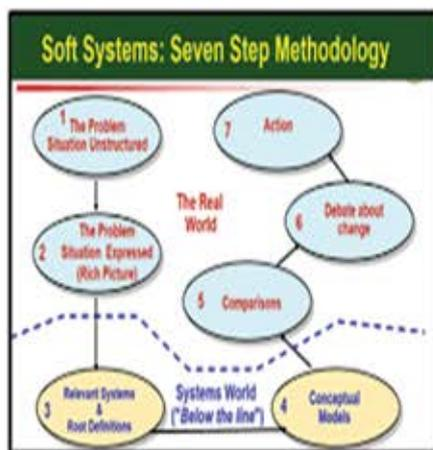 Soft Systems: Seven Step Methodology
1
The Problem
Situation Unstructured
7
Action
The Real
World
2
The Problem
Situation Expressed
(Rich Picture)
6
Debate about
change
5
Comparisons
3
Relevant Systems
&
Root Definitions
Systems World
("Below the line")
4
Conceptual
Models